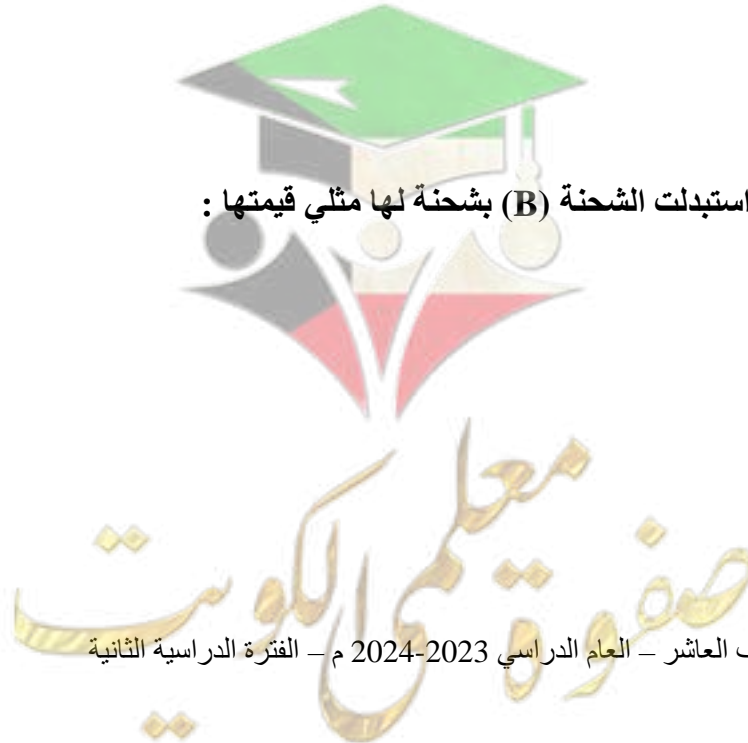 استبدلت الشحنة (B) بشحنة لها مثلي قيمتها :
صفوة معلمي الكويت
العاشر – العام الدراسي 2023-2024 م – الفترة الدراسية الثانية